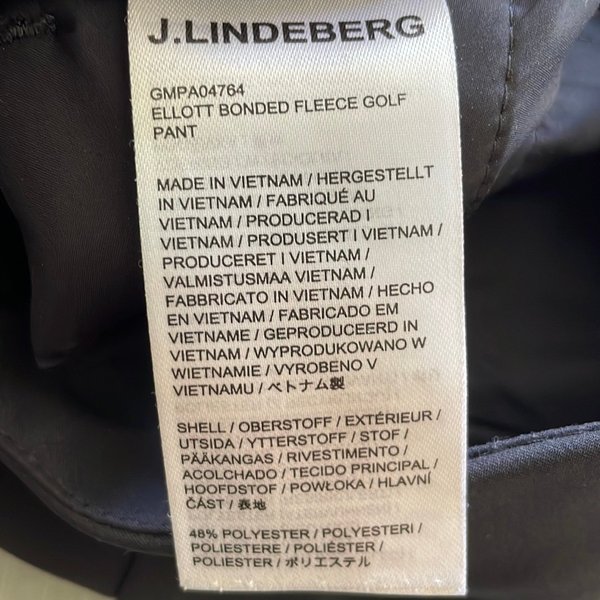 J.LINDEBERG
GMPA04764
ELLOTT BONDED FLEECE GOLF
PANT
MADE IN VIETNAM / HERGESTELLT
IN VIETNAM / FABRIQUÉ AU
VIETNAM / PRODUCERAD I
VIETNAM / PRODUSERT I VIETNAM /
PRODUCERET I VIETNAM /
VALMISTUSMAA VIETNAM /
FABBRICATO IN VIETNAM / HECHO
EN VIETNAM / FABRICADO EM
VIETNAME / GEPRODUCEERD IN
VIETNAM / WYPRODUKOWANO W
WIETNAMIE / VYROBENO V
VIETNAMU / ベトナム製
SHELL / OBERSTOFF / EXTÉRIEUR /
UTSIDA / YTTERSTOFF / STOF /
PÄÄKANGAS / RIVESTIMENTO /
ACOLCHADO / TECIDO PRINCIPAL /
HOOFDSTOF / POWŁOKA / HLAVNÍ
ČÁST / 表地
48% POLYESTER / POLYESTERI /
POLIESTERE / POLIÉSTER /
POLIESTER / ポリエステル